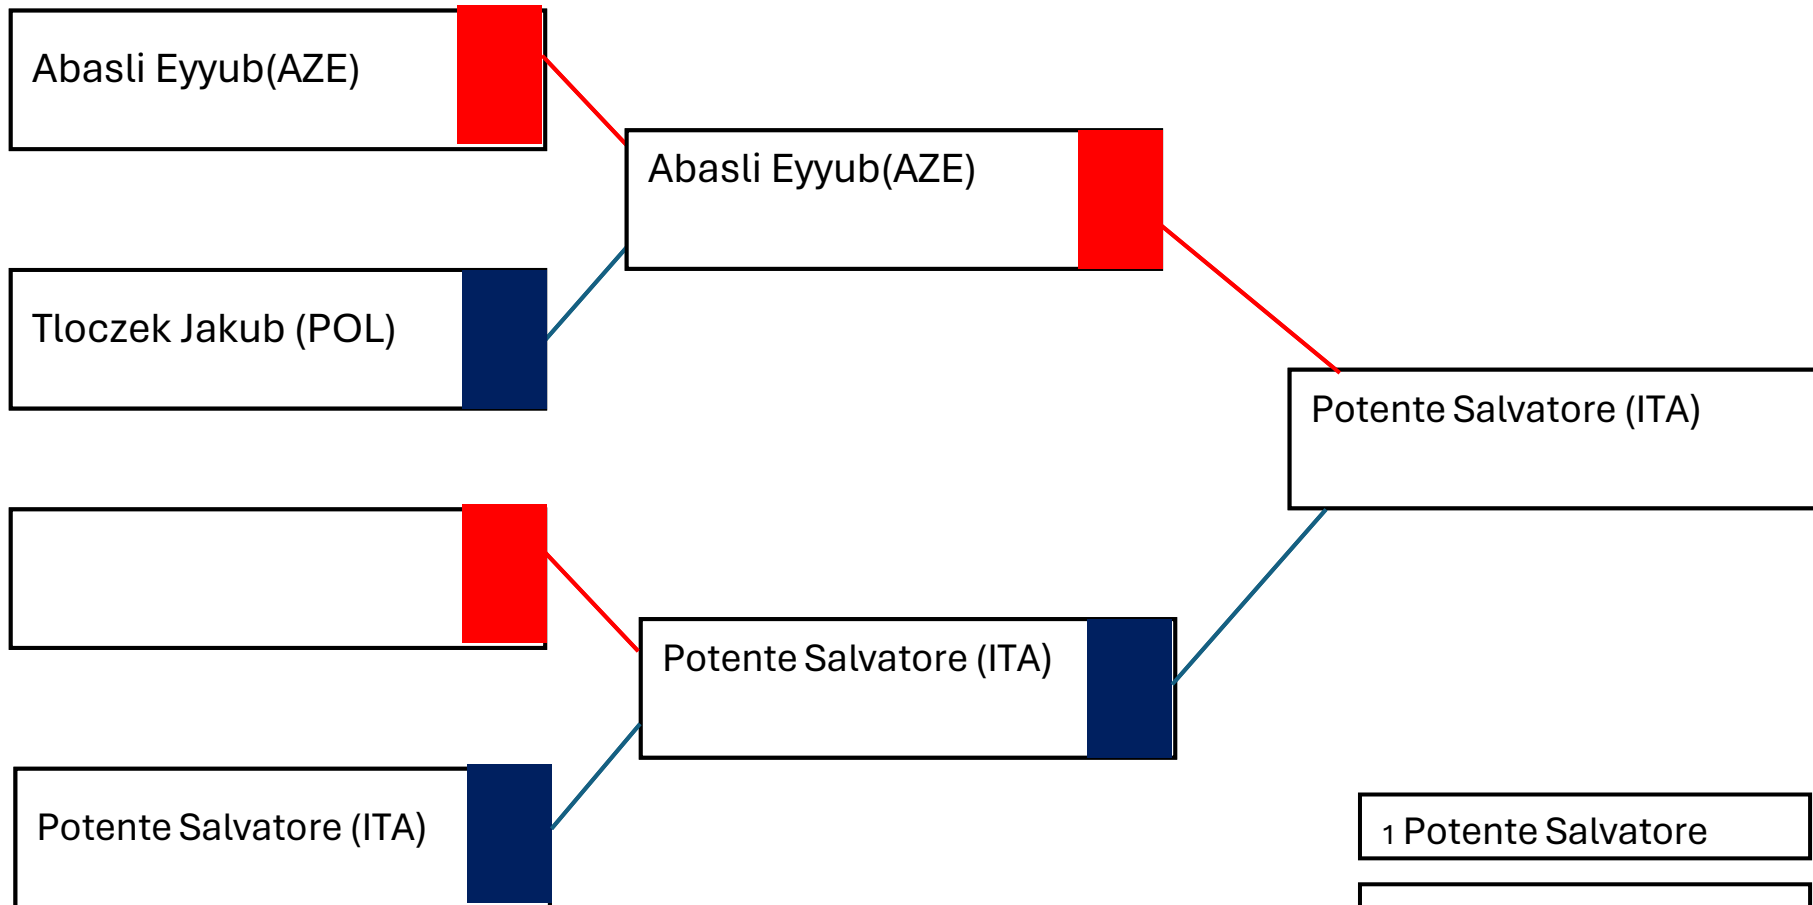 Abasli Eyyub(AZE)
Abasli Eyyub(AZE)
Tloczek Jakub (POL)
Potente Salvatore (ITA)
Potente Salvatore (ITA)
Potente Salvatore (ITA)
1 Potente Salvatore